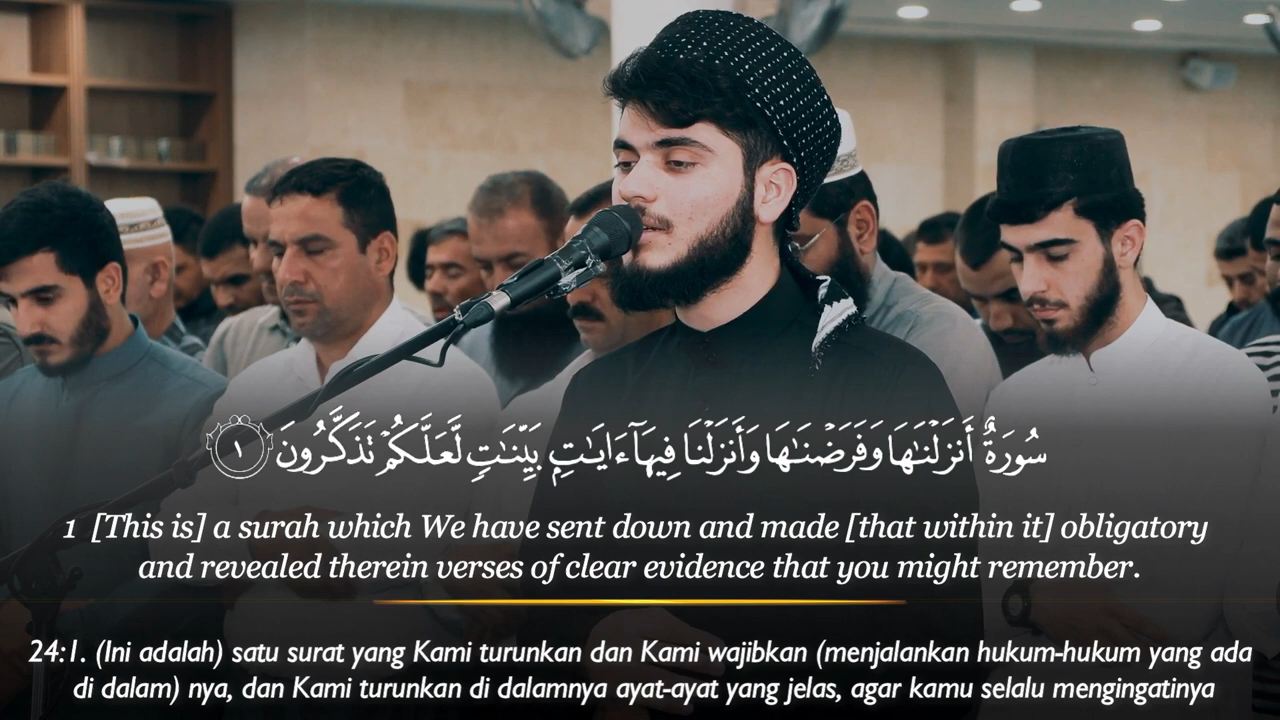 سُورَةٌ أَنزَلْنَٰهَا وَفَرَضْنَٰهَا وَأَنزَلْنَا فِيهَآ ءَايَٰتٍۭ بَيِّنَٰتٍ لَّعَلَّكُمْ تَذَكَّرُونَ ١
1 [This is] a surah which We have sent down and made [that within it] obligatory
and revealed therein verses of clear evidence that you might remember.
24:1. (Ini adalah) satu surat yang Kami turunkan dan Kami wajibkan (menjalankan hukum-hukum yang ada
di dalam) nya, dan Kami turunkan di dalamnya ayat-ayat yang jelas, agar kamu selalu mengingatinya